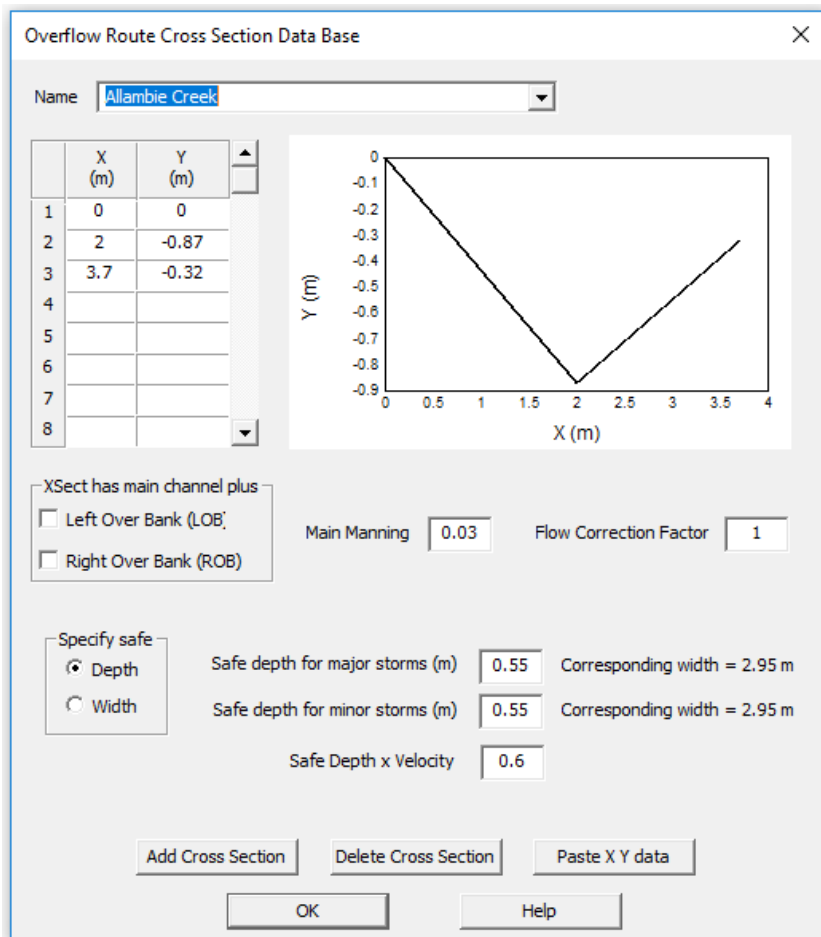 Overflow Route Cross Section Data Base
Name Allambie Creek
X Y
(m) (m)
1 0 0
2 2 -0.87
3 3.7 -0.32
4
5
6
7
8
0
-0.1
-0.2
-0.3
-0.4
-0.5
-0.6
-0.7
-0.8
-0.9
Y (m)
0 0.5 1 1.5 2 2.5 3 3.5 4
X (m)
XSect has main channel plus
Left Over Bank (LOB)
Right Over Bank (ROB)
Main Manning 0.03 Flow Correction Factor 1
Specify safe
Depth
Width
Safe depth for major storms (m) 0.55 Corresponding width = 2.95 m
Safe depth for minor storms (m) 0.55 Corresponding width = 2.95 m
Safe Depth x Velocity 0.6
Add Cross Section Delete Cross Section Paste X Y data
OK Help